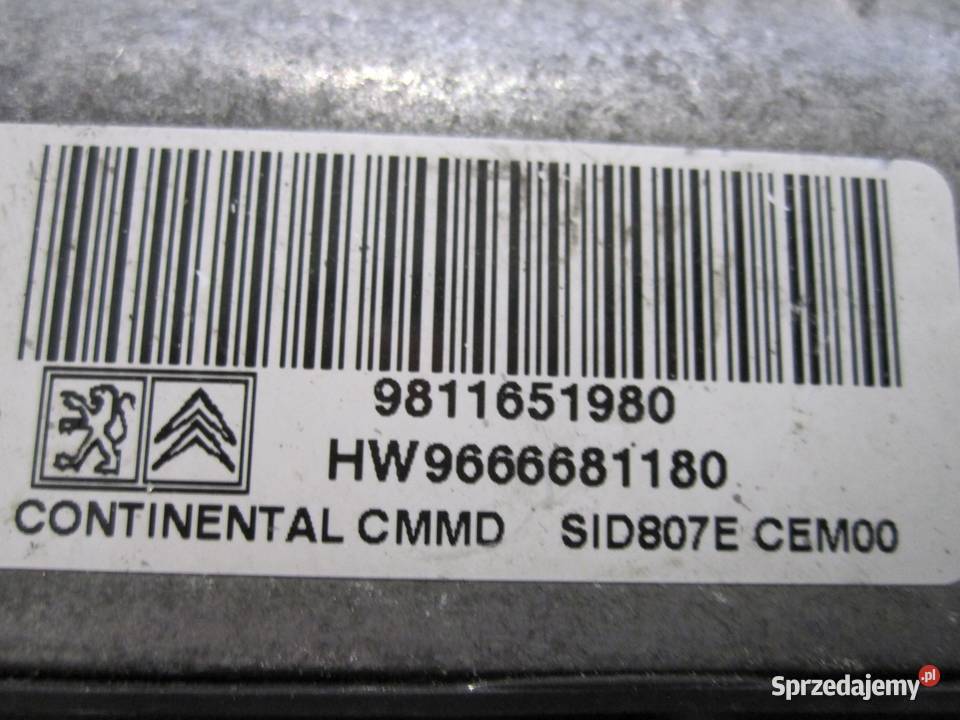 9811651980
HW9666681180
CONTINENTAL CMMD SID807E CEM00
Sprzedajemy.pl